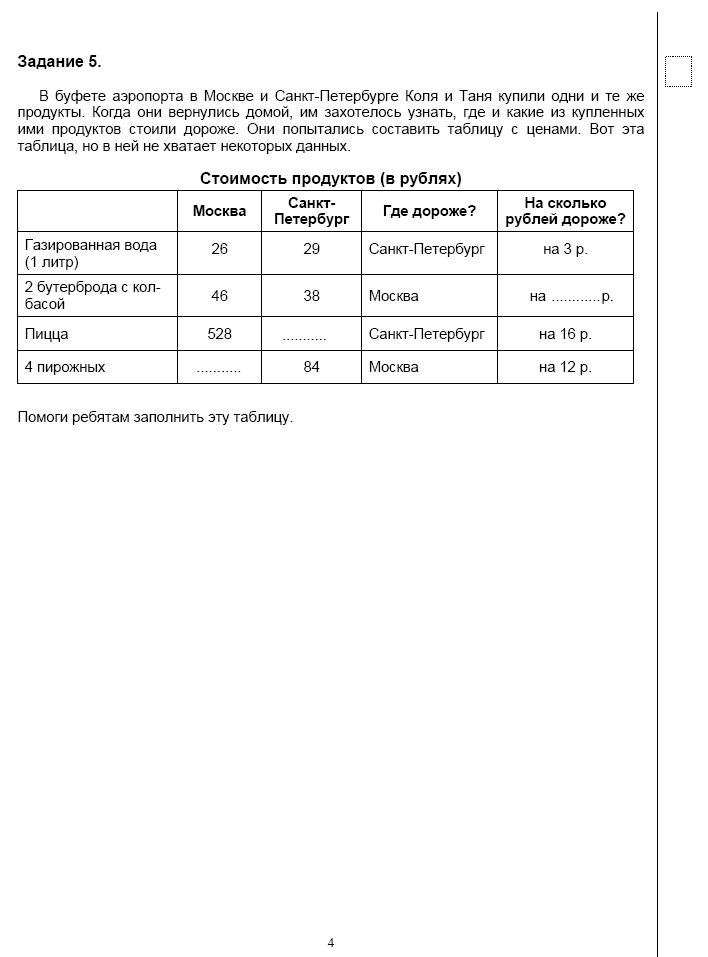 Задание 5.
В буфете аэропорта в Москве и Санкт-Петербурге Коля и Таня купили одни и те же
продукты. Когда они вернулись домой, им захотелось узнать, где и какие из купленных
ими продуктов стоили дороже. Они попытались составить таблицу с ценами. Вот эта
таблица, но в ней не хватает некоторых данных.
Стоимость продуктов (в рублях)
Москва
Санкт-
Петербург
Где дороже?
На сколько
рублей дороже?
Газированная вода
(1 литр)
26
29
Санкт-Петербург
на 3 р.
2 бутерброда с кол-
басой
46
38
Москва
на ............р.
Пицца
528
...........
Санкт-Петербург
на 16 р.
4 пирожных
...........
84
Москва
на 12 р.
Помоги ребятам заполнить эту таблицу.
4